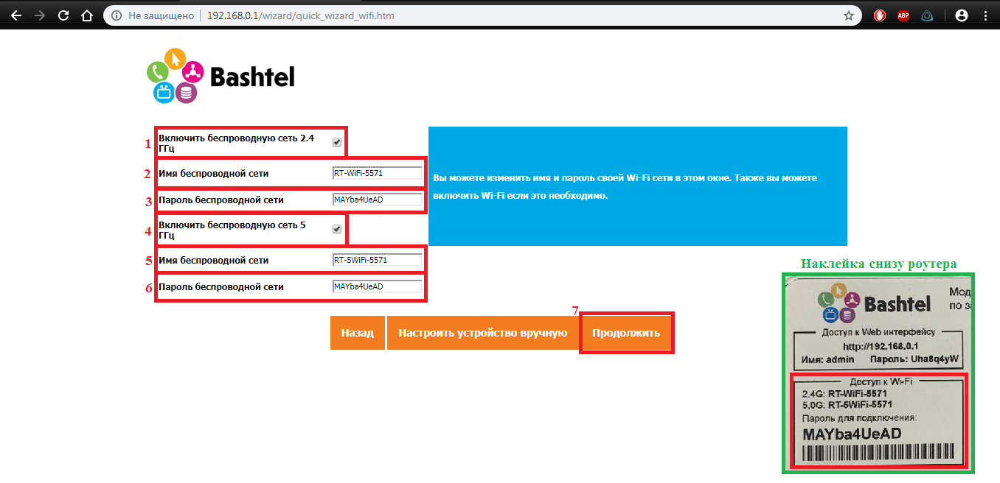 Не защищено
192.168.0.1/wizard/quick_wizard_wifi.htm
ABP
Bashtel
1
Включить беспроводную сеть 2.4
ГГц
2
Имя беспроводной сети
RT-WiFi-5571
3
Пароль беспроводной сети
MAYba4UeAD
4
Включить беспроводную сеть 5
ГГц
5
Имя беспроводной сети
RT-5WiFi-5571
6
Пароль беспроводной сети
MAYba4UeAD
Вы можете изменить имя и пароль своей Wi-Fi сети в этом окне. Также вы можете
включить Wi-Fi если это необходимо.
Назад
Настроить устройство вручную
7
Продолжить
Наклейка снизу роутера
Bashtel
Доступ к Web интерфейсу
http://192.168.0.1
Имя: admin Пароль: Uha8q4yW
Доступ к Wi-Fi
2.4G: RT-WiFi-5571
5.0G: RT-5WiFi-5571
Пароль для подключения:
MAYba4UeAD